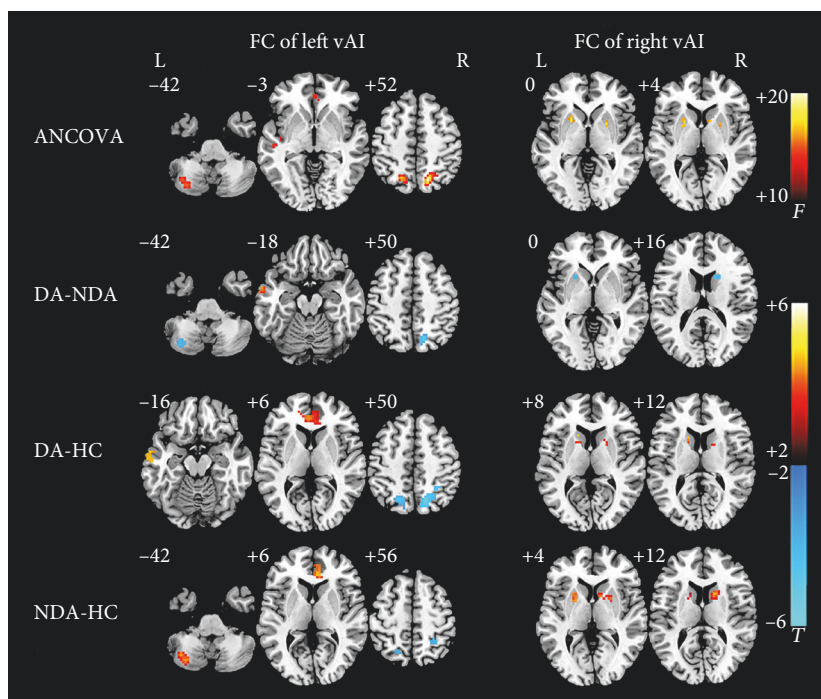 FC of left vAI
FC of right vAI
L
R
L
R
−42
−3
+52
0
+4
+20
ANCOVA
+10
F
−42
−18
+50
0
+16
DA-NDA
+6
−16
+6
+50
+8
+12
DA-HC
+2
−2
−42
+6
+56
+4
+12
NDA-HC
−6
T